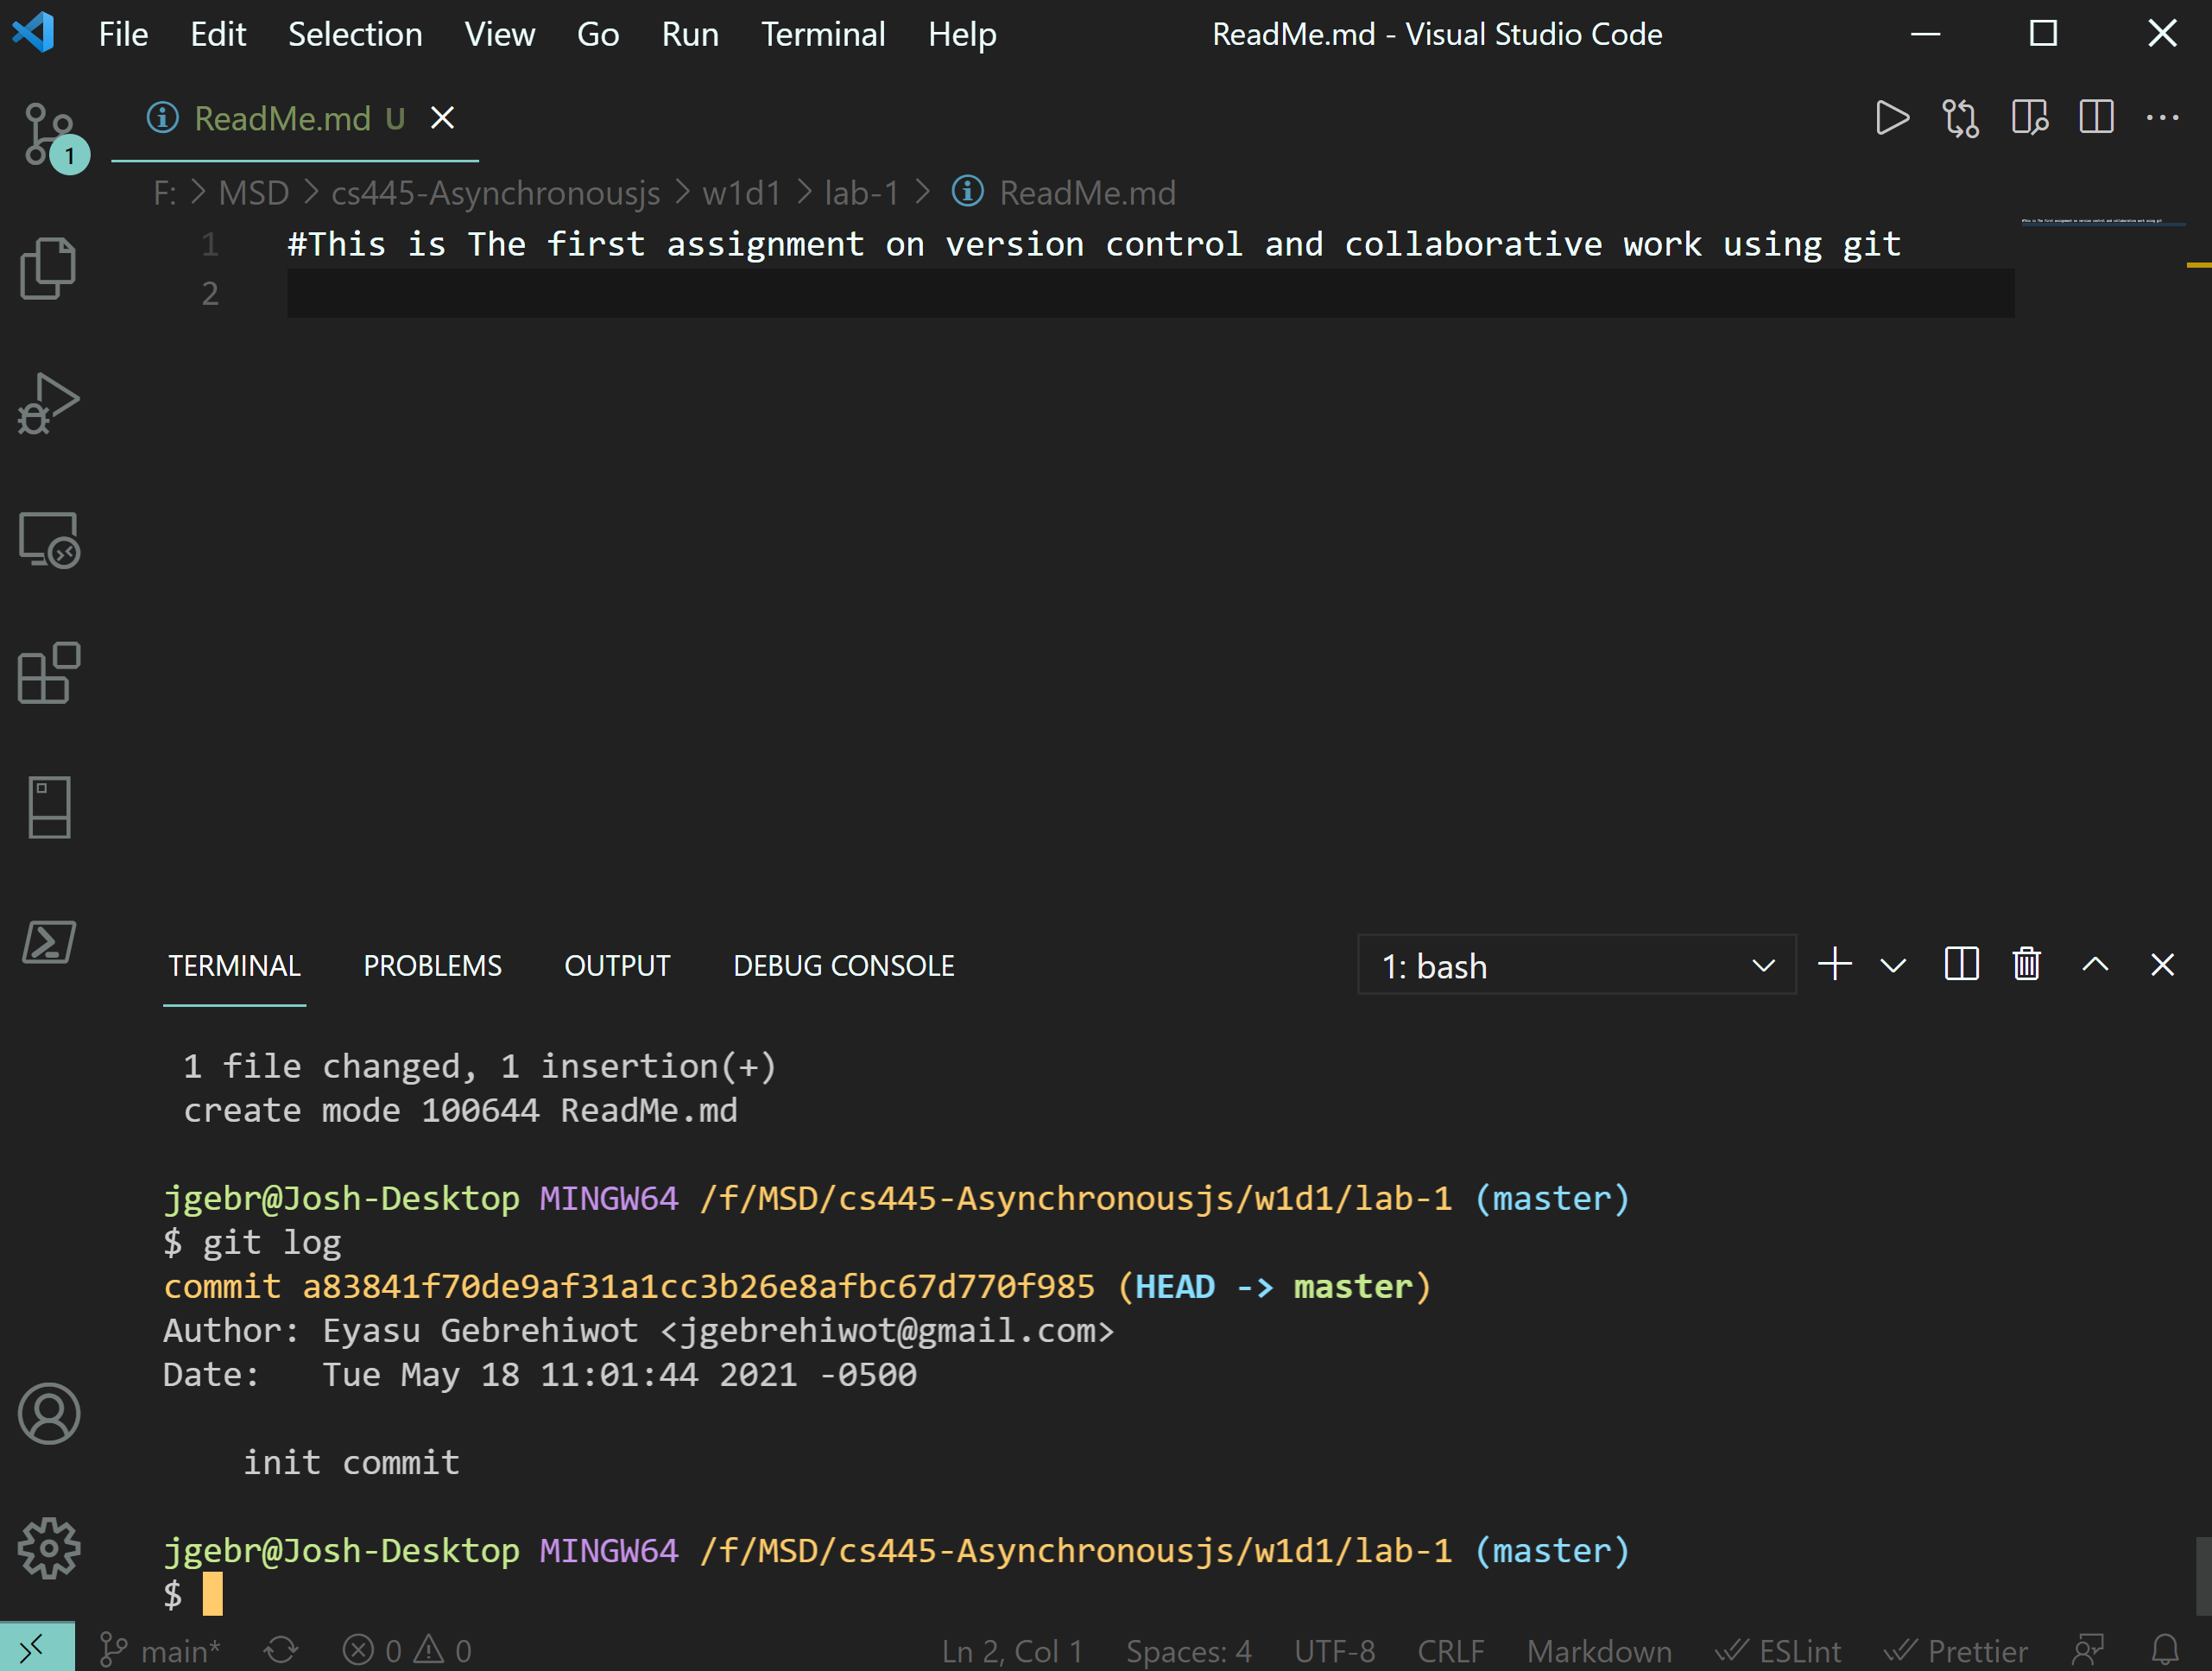 File Edit Selection View Go Run Terminal Help ReadMe.md - Visual Studio Code
1
ReadMe.md U
F: > MSD > cs445-Asynchronousjs > w1d1 > lab-1 > ReadMe.md
1 #This is The first assignment on version control and collaborative work using git
2
TERMINAL PROBLEMS OUTPUT DEBUG CONSOLE 1: bash
1 file changed, 1 insertion(+)
create mode 100644 ReadMe.md
jgebr@Josh-Desktop MINGW64 /f/MSD/cs445-Asynchronousjs/w1d1/lab-1 (master)
$ git log
commit a83841f70de9af31a1cc3b26e8afbc67d770f985 (HEAD -> master)
Author: Eyasu Gebrehiwot <jgebrehiwot@gmail.com>
Date:   Tue May 18 11:01:44 2021 -0500
init commit
jgebr@Josh-Desktop MINGW64 /f/MSD/cs445-Asynchronousjs/w1d1/lab-1 (master)
$
main* 0 0 Ln 2, Col 1 Spaces: 4 UTF-8 CRLF Markdown ESLint Prettier